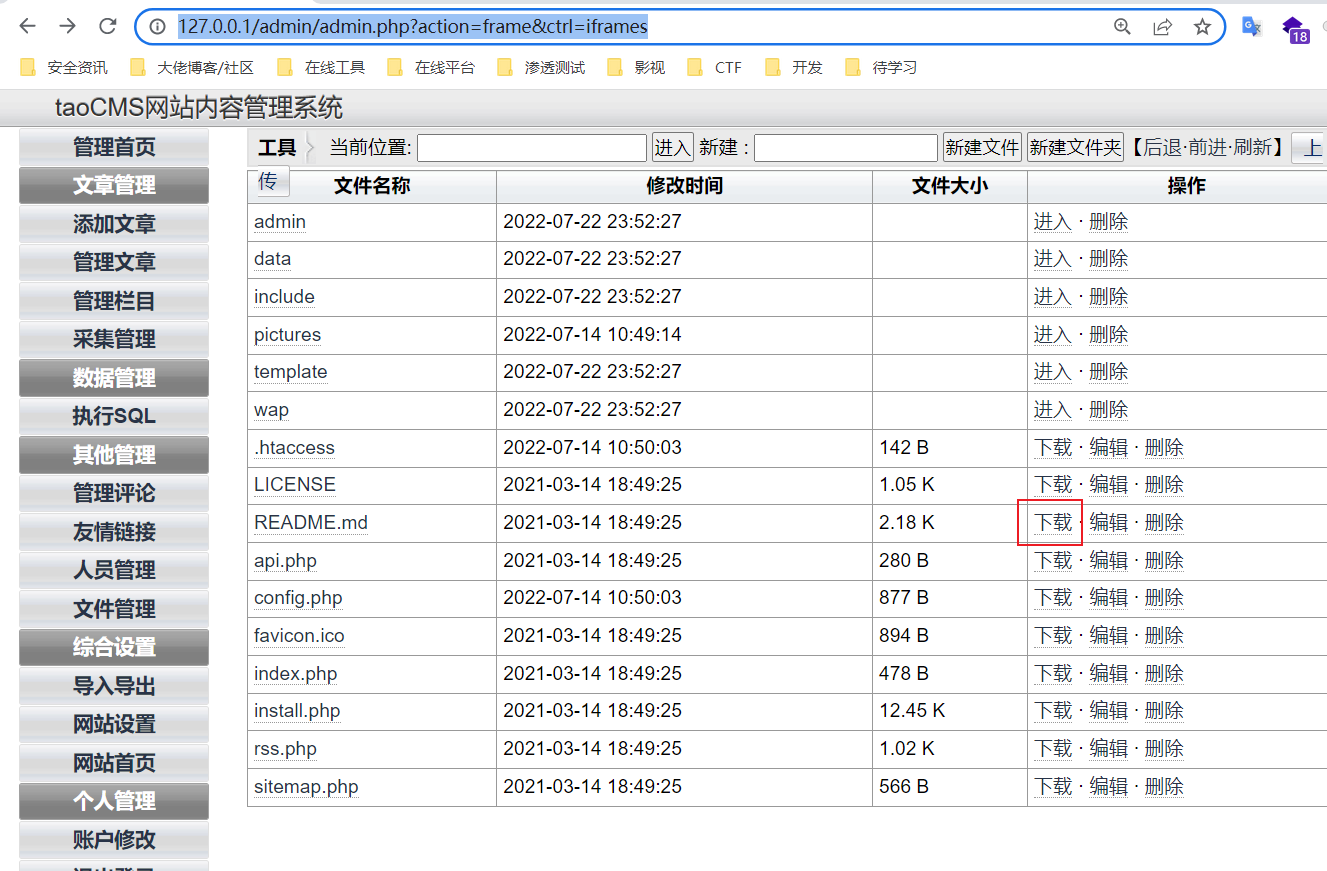 127.0.0.1/admin/admin.php?action=frame&ctrl=iframes
18
安全资讯 大佬博客/社区 在线工具 在线平台 渗透测试 影视 CTF 开发 待学习
taoCMS网站内容管理系统
管理首页
文章管理
添加文章
管理文章
管理栏目
采集管理
数据管理
执行SQL
其他管理
管理评论
友情链接
人员管理
文件管理
综合设置
导入导出
网站设置
网站首页
个人管理
账户修改
工具 当前位置: 进入 新建 : 新建文件 新建文件夹 【后退·前进·刷新】 上
传 文件名称 修改时间 文件大小 操作
admin 2022-07-22 23:52:27 进入 · 删除
data 2022-07-22 23:52:27 进入 · 删除
include 2022-07-22 23:52:27 进入 · 删除
pictures 2022-07-14 10:49:14 进入 · 删除
template 2022-07-22 23:52:27 进入 · 删除
wap 2022-07-22 23:52:27 进入 · 删除
.htaccess 2022-07-14 10:50:03 142 B 下载 · 编辑 · 删除
LICENSE 2021-03-14 18:49:25 1.05 K 下载 · 编辑 · 删除
README.md 2021-03-14 18:49:25 2.18 K 下载 · 编辑 · 删除
api.php 2021-03-14 18:49:25 280 B 下载 · 编辑 · 删除
config.php 2022-07-14 10:50:03 877 B 下载 · 编辑 · 删除
favicon.ico 2021-03-14 18:49:25 894 B 下载 · 编辑 · 删除
index.php 2021-03-14 18:49:25 478 B 下载 · 编辑 · 删除
install.php 2021-03-14 18:49:25 12.45 K 下载 · 编辑 · 删除
rss.php 2021-03-14 18:49:25 1.02 K 下载 · 编辑 · 删除
sitemap.php 2021-03-14 18:49:25 566 B 下载 · 编辑 · 删除